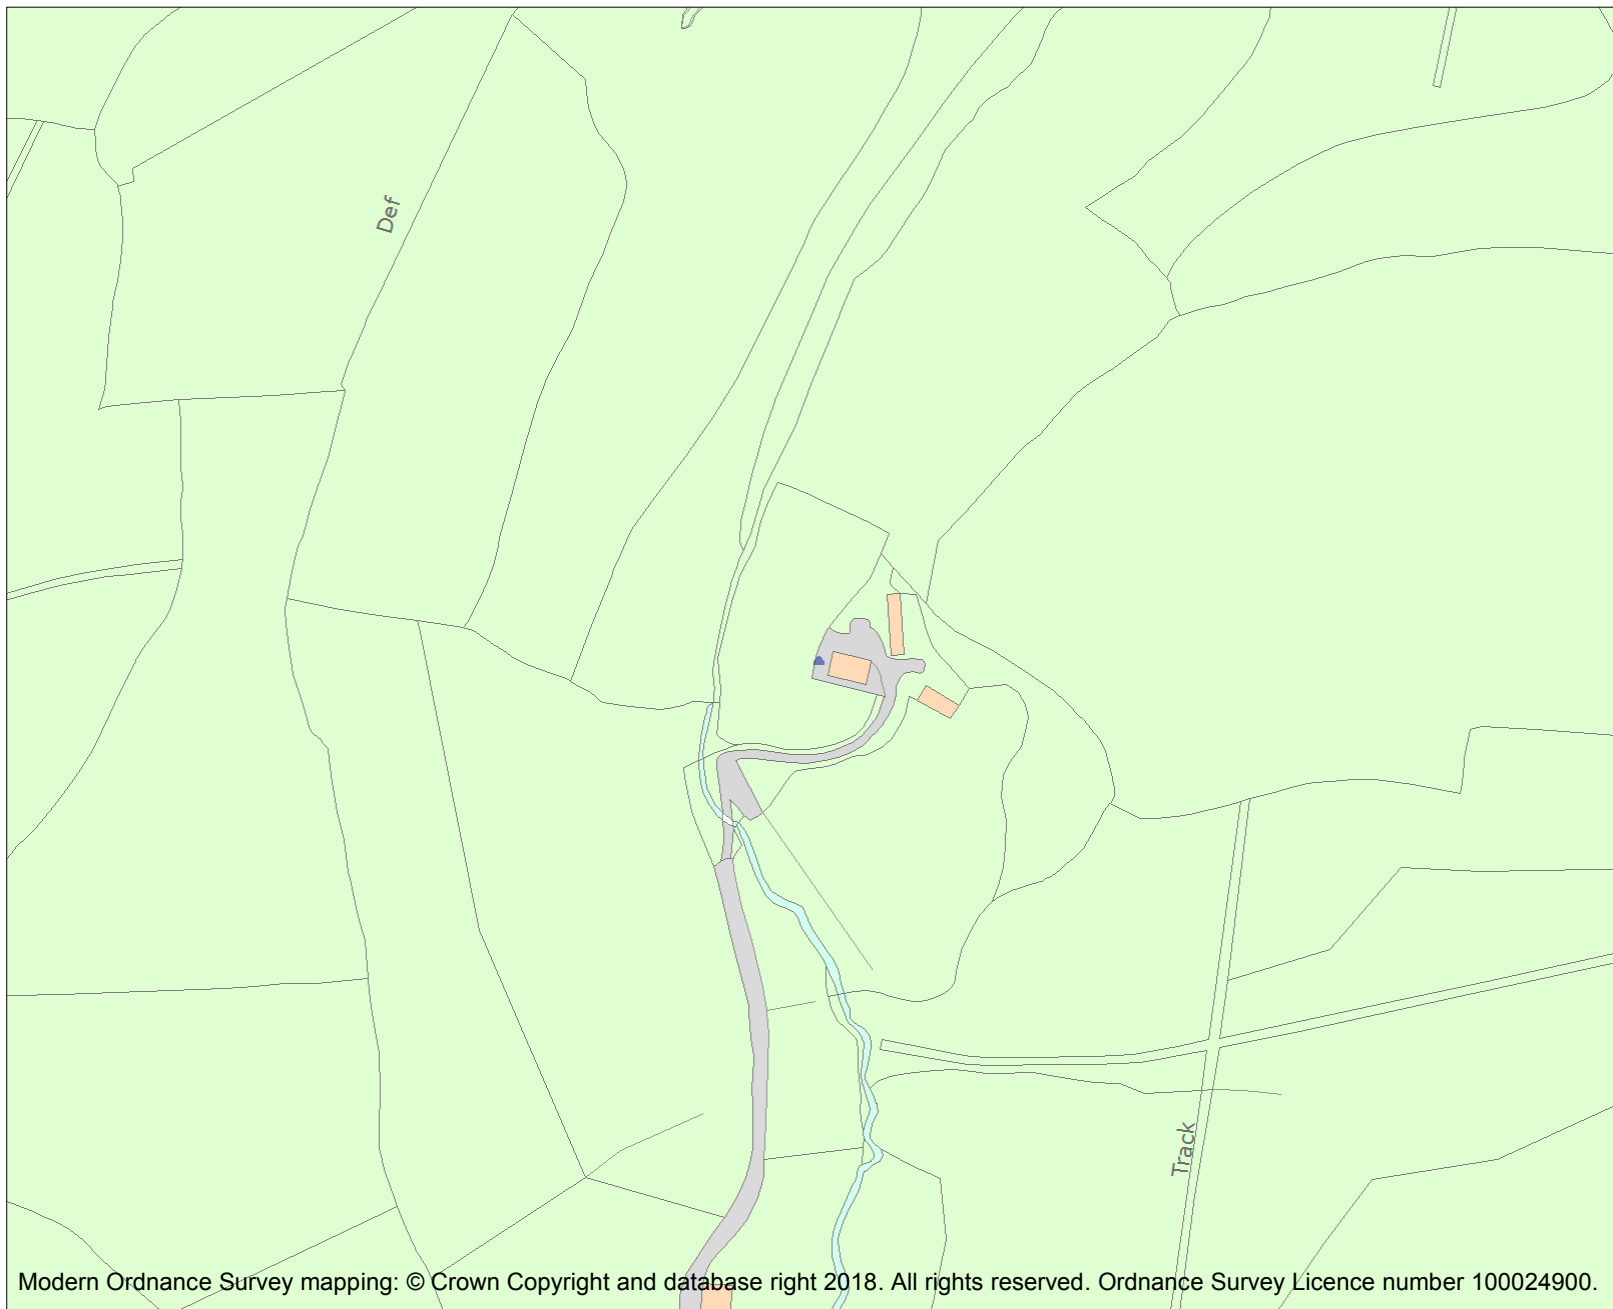 Def
Track
Modern Ordnance Survey mapping: © Crown Copyright and database right 2018. All rights reserved. Ordnance Survey Licence number 100024900.